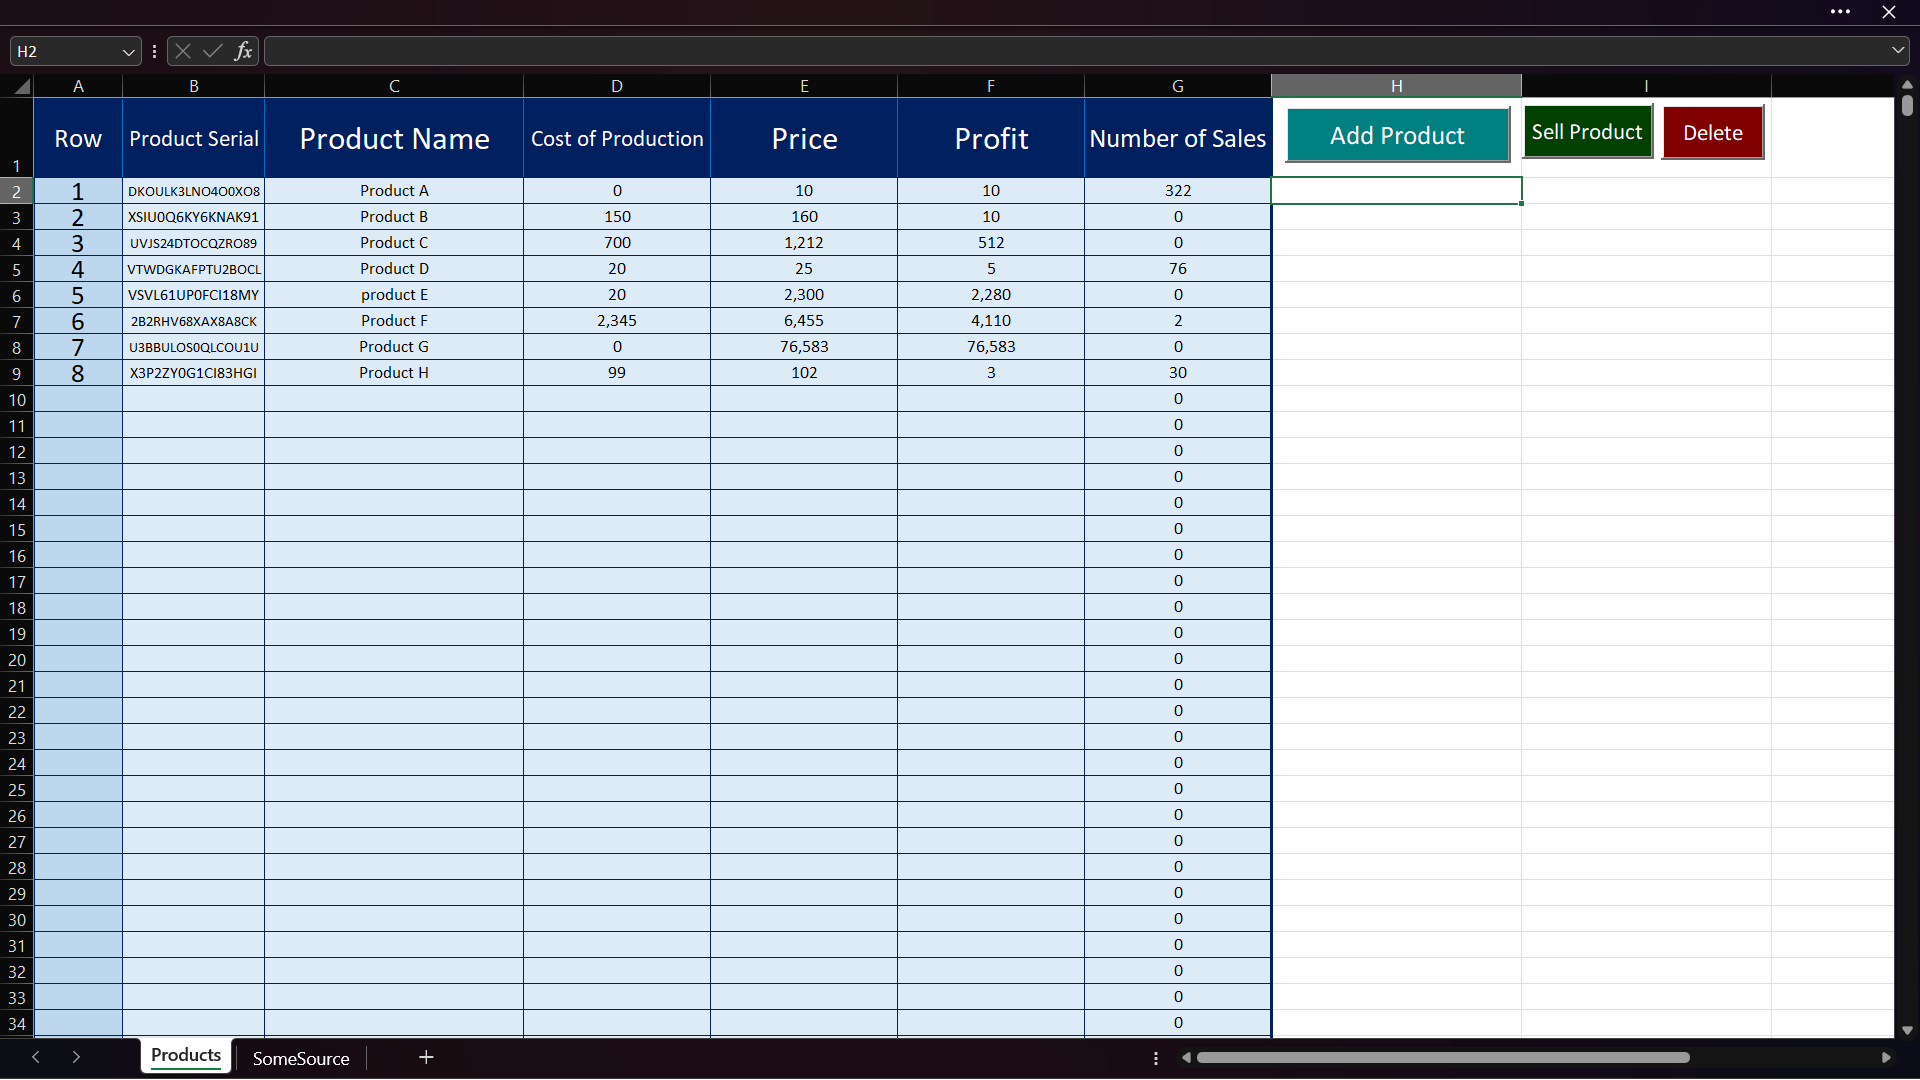 H2
fx
A B C D E F G H I
1 Row Product Serial Product Name Cost of Production Price Profit Number of Sales Add Product Sell Product Delete
2 1 DKOULK3LNO4O0XO8 Product A 0 10 10 322
3 2 XSIU0Q6KY6KNAK91 Product B 150 160 10 0
4 3 UVJS24DTOCQZRO89 Product C 700 1,212 512 0
5 4 VTWDGKAFPTU2BOCL Product D 20 25 5 76
6 5 VSVL61UP0FCI18MY product E 20 2,300 2,280 0
7 6 2B2RHV68XAX8A8CK Product F 2,345 6,455 4,110 2
8 7 U3BBULOS0QLCOU1U Product G 0 76,583 76,583 0
9 8 X3P2ZY0G1CI83HGI Product H 99 102 3 30
10 0
11 0
12 0
13 0
14 0
15 0
16 0
17 0
18 0
19 0
20 0
21 0
22 0
23 0
24 0
25 0
26 0
27 0
28 0
29 0
30 0
31 0
32 0
33 0
34 0
Products SomeSource